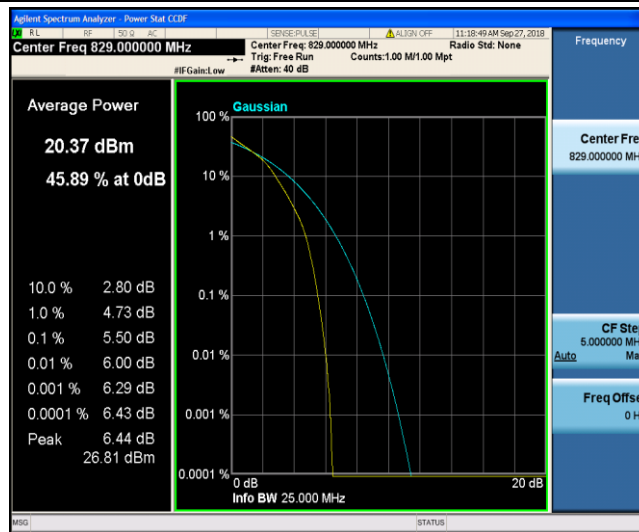 Agilent Spectrum Analyzer - Power Stat CCDF
RL RF 50 Ω AC SENSE:PULSE ALIGN OFF 11:18:49 AM Sep 27, 2018
Center Freq 829.000000 MHz
Center Freq: 829.000000 MHz Radio Std: None
Trig: Free Run Counts:1.00 M/1.00 Mpt
#IFGain:Low #Atten: 40 dB
Frequency
Average Power
20.37 dBm
45.89 % at 0dB
10.0 % 2.80 dB
1.0 % 4.73 dB
0.1 % 5.50 dB
0.01 % 6.00 dB
0.001 % 6.29 dB
0.0001 % 6.43 dB
Peak 6.44 dB
26.81 dBm
Gaussian
100 %
10 %
1 %
0.1 %
0.01 %
0.001 %
0.0001 %
0 dB 20 dB
Info BW 25.000 MHz
Center Fre
829.000000 MH
CF Ste
5.000000 MH
Auto Ma
Freq Offse
0 H
MSG STATUS